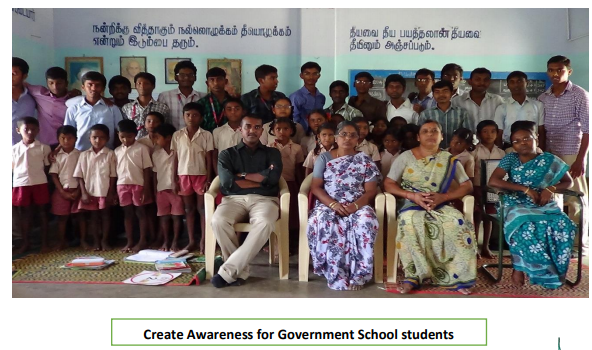 நன்றிக்கு வித்தாகும் நல்லொழுக்கம் தீயொழுக்கம்
என்றும் இடும்பை தரும்.
தீயவை தீய பயத்தலான் தீயவை
தீயினும் அஞ்சப்படும்.
Create Awareness for Government School students